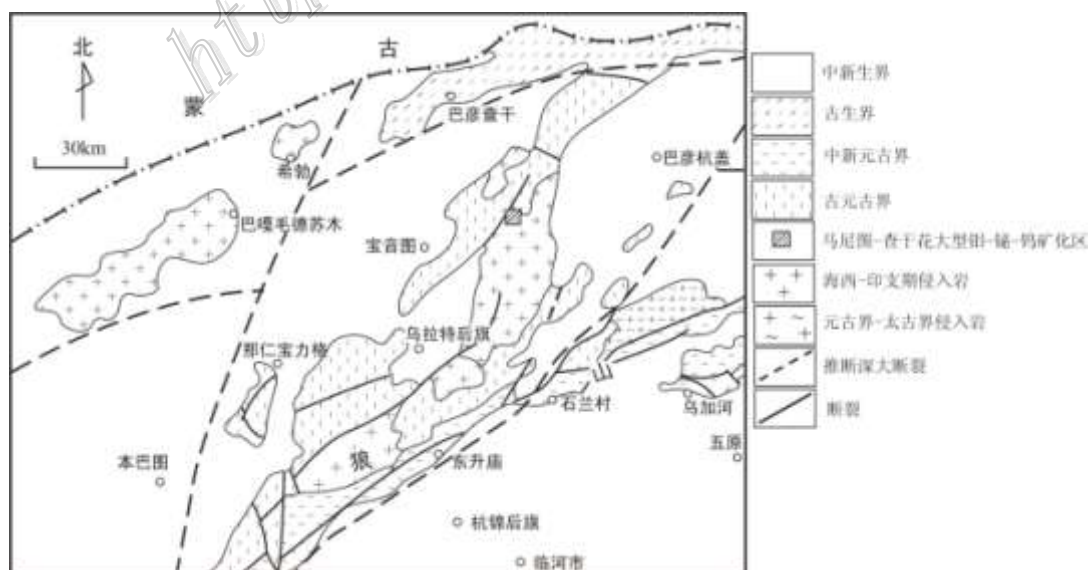 htt
北
古
蒙
30km
巴彦查干
希勃
巴彦杭盖
巴嘎毛德苏木
宝音图
乌拉特后旗
那仁宝力格
山
石兰村
乌加河
五原
狼
东升庙
本巴图
杭锦后旗
临河市
中新生界
古生界
中新元古界
古元古界
马尼图-查干花大型钼-铋-钨矿化区
海西-印支期侵入岩
元古界-太古界侵入岩
推断深大断裂
断裂